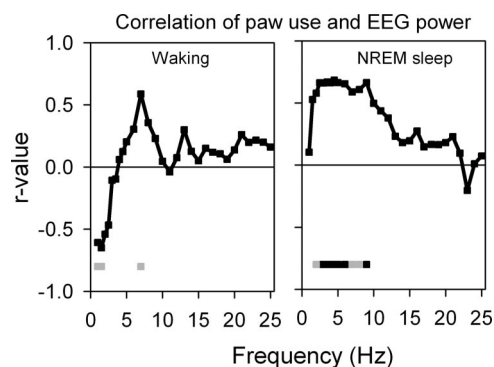 Correlation of paw use and EEG power
Waking
NREM sleep
1.0
0.5
0.0
-0.5
-1.0
r-value
0 5 10 15 20 25 0 5 10 15 20 25
Frequency (Hz)